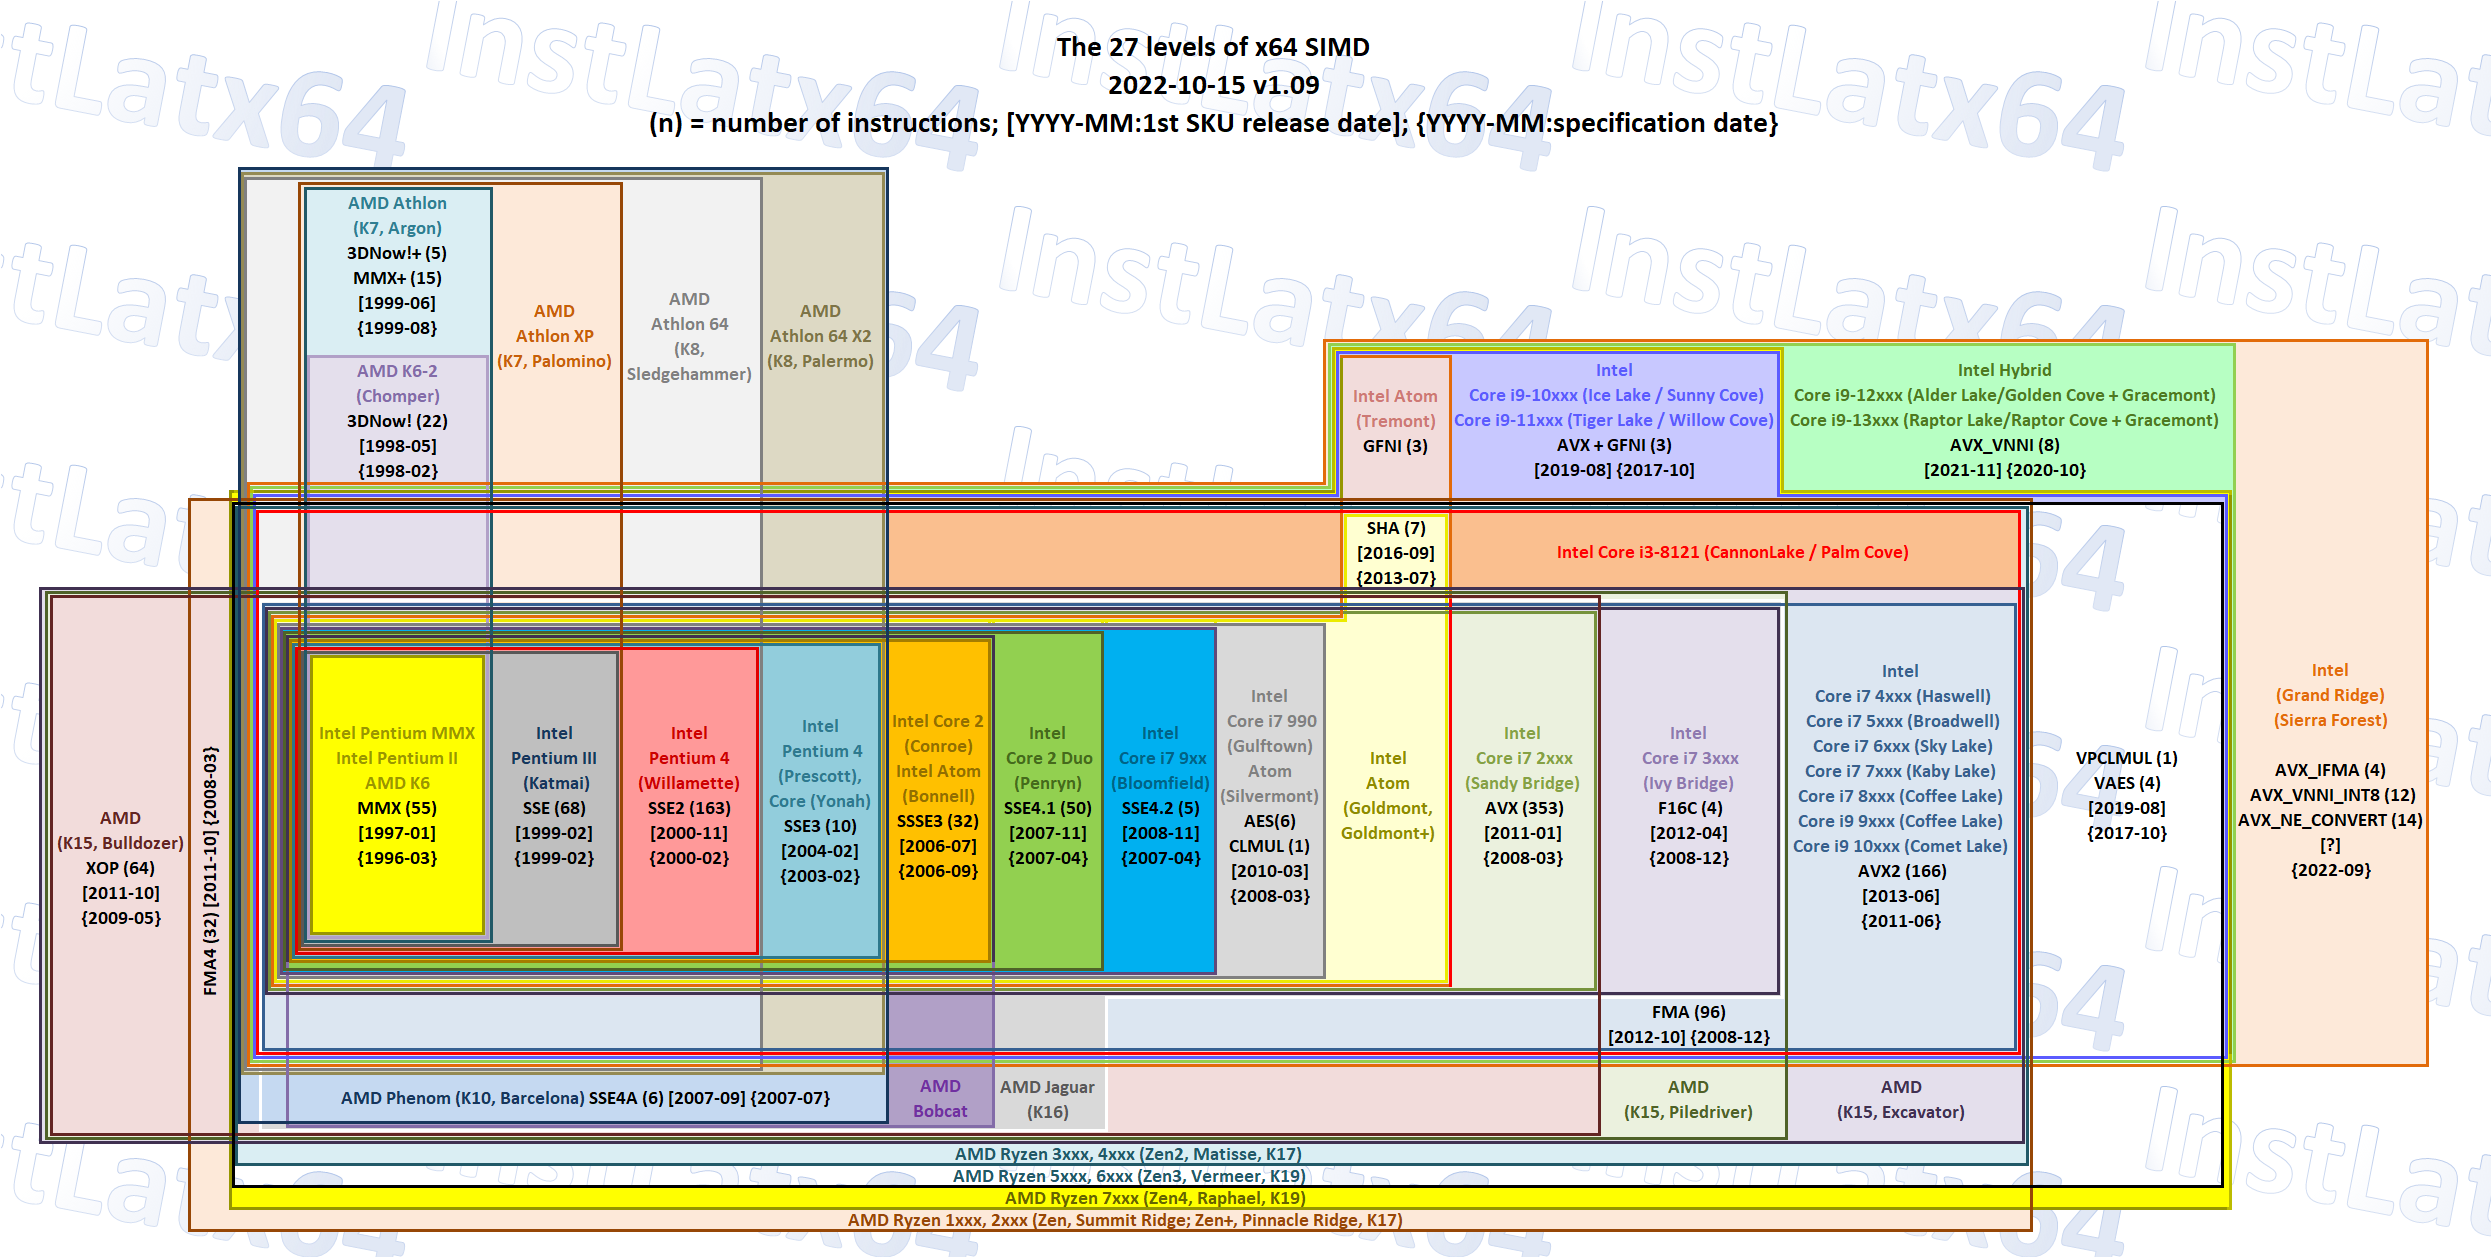 The 27 levels of x64 SIMD
2022-10-15 v1.09
(n) = number of instructions; [YYYY-MM:1st SKU release date]; {YYYY-MM:specification date}
AMD Athlon
(K7, Argon)
3DNow!+ (5)
MMX+ (15)
[1999-06]
{1999-08}
AMD K6-2
(Chomper)
3DNow! (22)
[1998-05]
{1998-02}
AMD
Athlon XP
(K7, Palomino)
AMD
Athlon 64
(K8,
Sledgehammer)
AMD
Athlon 64 X2
(K8, Palermo)
Intel Atom
(Tremont)
GFNI (3)
Intel
Core i9-10xxx (Ice Lake / Sunny Cove)
Core i9-11xxx (Tiger Lake / Willow Cove)
AVX + GFNI (3)
[2019-08] {2017-10]
Intel Hybrid
Core i9-12xxx (Alder Lake/Golden Cove + Gracemont)
Core i9-13xxx (Raptor Lake/Raptor Cove + Gracemont)
AVX_VNNI (8)
[2021-11] {2020-10}
SHA (7)
[2016-09]
{2013-07}
Intel Core i3-8121 (CannonLake / Palm Cove)
AMD
(K15, Bulldozer)
XOP (64)
[2011-10]
{2009-05}
FMA4 (32) [2011-10] {2008-03}
Intel Pentium MMX
Intel Pentium II
AMD K6
MMX (55)
[1997-01]
{1996-03}
Intel
Pentium III
(Katmai)
SSE (68)
[1999-02]
{1999-02}
Intel
Pentium 4
(Willamette)
SSE2 (163)
[2000-11]
{2000-02}
Intel
Pentium 4
(Prescott),
Core (Yonah)
SSE3 (10)
[2004-02]
{2003-02}
Intel Core 2
(Conroe)
Intel Atom
(Bonnell)
SSSE3 (32)
[2006-07]
{2006-09}
Intel
Core 2 Duo
(Penryn)
SSE4.1 (50)
[2007-11]
{2007-04}
Intel
Core i7 9xx
(Bloomfield)
SSE4.2 (5)
[2008-11]
{2007-04}
Intel
Core i7 990
(Gulftown)
Atom
(Silvermont)
AES(6)
CLMUL (1)
[2010-03]
{2008-03}
Intel
Atom
(Goldmont,
Goldmont+)
Intel
Core i7 2xxx
(Sandy Bridge)
AVX (353)
[2011-01]
{2008-03}
Intel
Core i7 3xxx
(Ivy Bridge)
F16C (4)
[2012-04]
{2008-12}
Intel
Core i7 4xxx (Haswell)
Core i7 5xxx (Broadwell)
Core i7 6xxx (Sky Lake)
Core i7 7xxx (Kaby Lake)
Core i7 8xxx (Coffee Lake)
Core i9 9xxx (Coffee Lake)
Core i9 10xxx (Comet Lake)
AVX2 (166)
[2013-06]
{2011-06}
VPCLMUL (1)
VAES (4)
[2019-08]
{2017-10}
Intel
(Grand Ridge)
(Sierra Forest)
AVX_IFMA (4)
AVX_VNNI_INT8 (12)
AVX_NE_CONVERT (14)
[?]
{2022-09}
FMA (96)
[2012-10] {2008-12}
AMD Phenom (K10, Barcelona) SSE4A (6) [2007-09] {2007-07}
AMD
Bobcat
AMD Jaguar
(K16)
AMD
(K15, Piledriver)
AMD
(K15, Excavator)
AMD Ryzen 3xxx, 4xxx (Zen2, Matisse, K17)
AMD Ryzen 5xxx, 6xxx (Zen3, Vermeer, K19)
AMD Ryzen 7xxx (Zen4, Raphael, K19)
AMD Ryzen 1xxx, 2xxx (Zen, Summit Ridge; Zen+, Pinnacle Ridge, K17)
InstLatx64